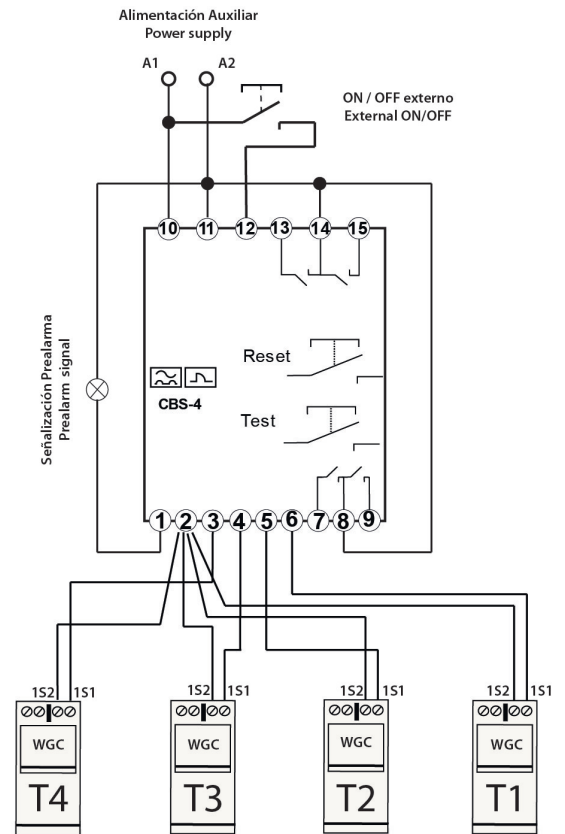 Alimentación Auxiliar
Power supply
A1 A2
ON / OFF externo
External ON/OFF
10 11 12 13 14 15
Señalización Prealarma
Prealarm signal
Reset
CBS-4
Test
1 2 3 4 5 6 7 8 9
1S2 1S1 1S2 1S1 1S2 1S1 1S2 1S1
WGC WGC WGC WGC
T4 T3 T2 T1